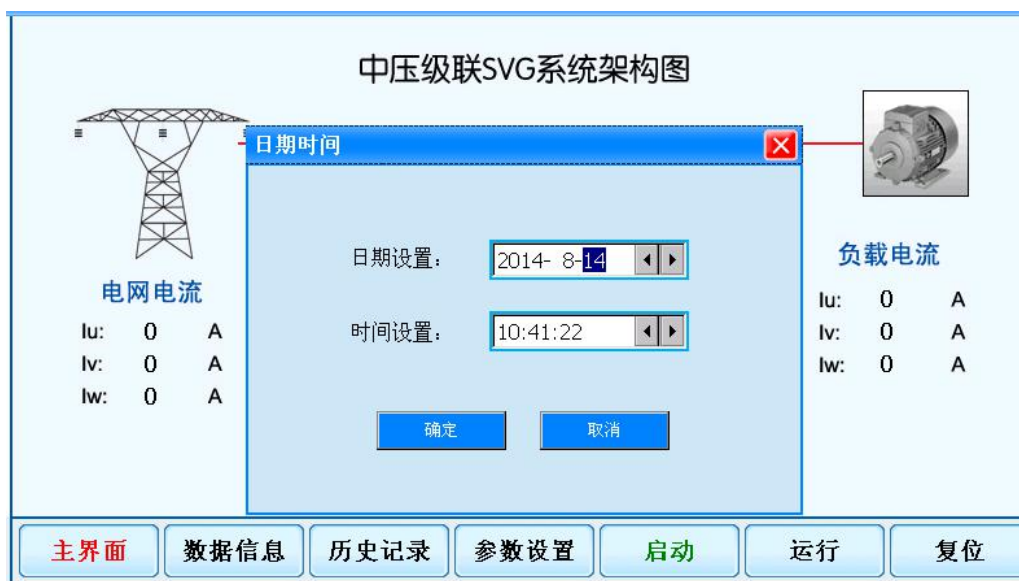 中压级联SVG系统架构图
日期时间
日期设置: 2014- 8-14
时间设置: 10:41:22
确定 取消
电网电流
Iu: 0 A
Iv: 0 A
Iw: 0 A
负载电流
Iu: 0 A
Iv: 0 A
Iw: 0 A
主界面 数据信息 历史记录 参数设置 启动 运行 复位